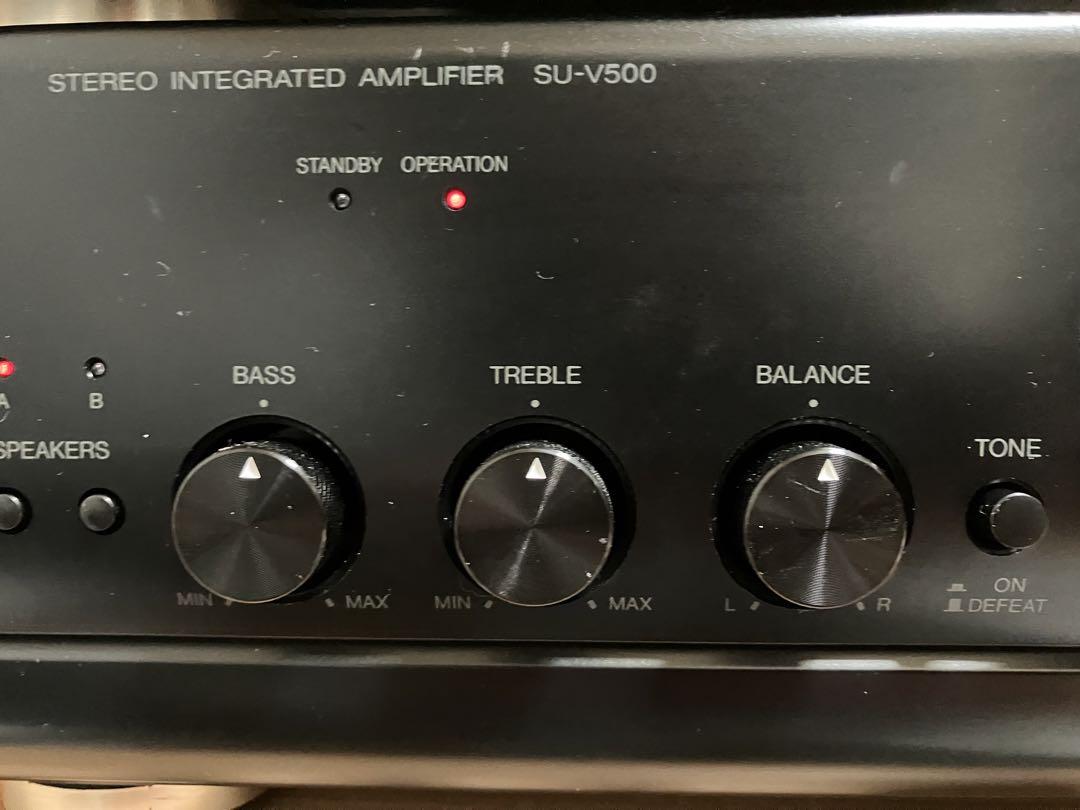 STEREO INTEGRATED AMPLIFIER SU-V500
STANDBY OPERATION
A B
SPEAKERS
BASS
MIN MAX
TREBLE
MIN MAX
BALANCE
L R
TONE
ON
DEFEAT